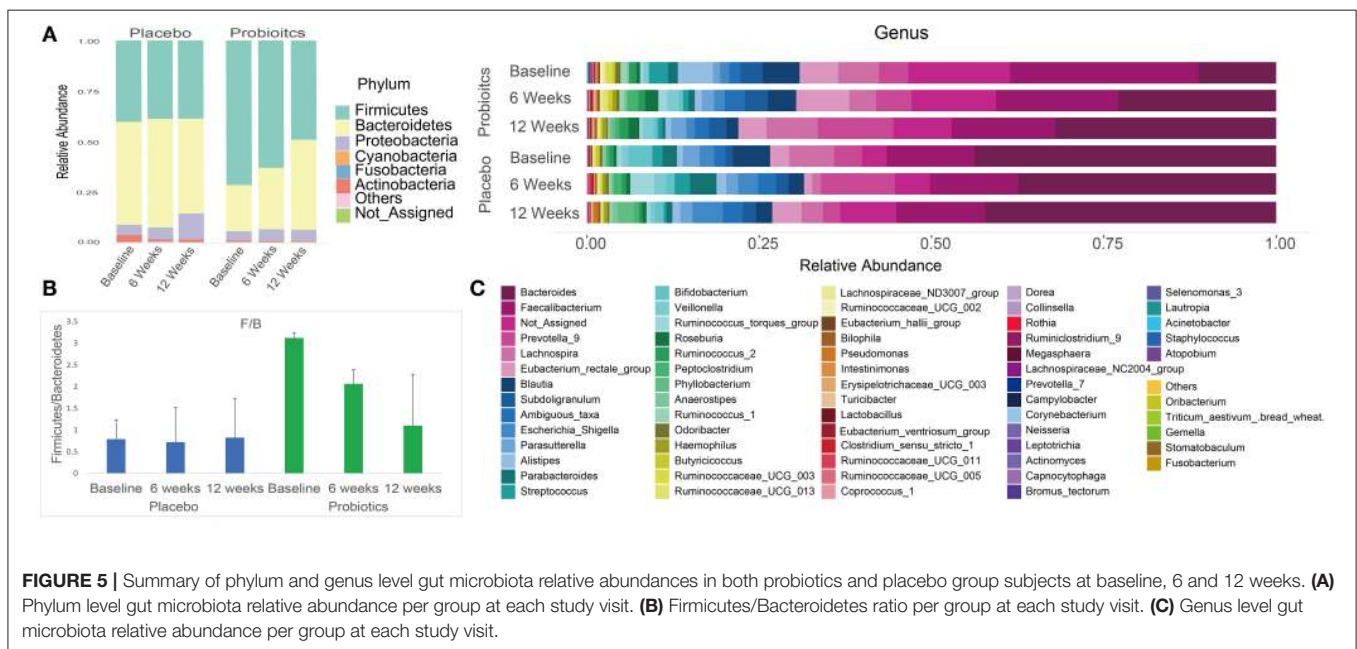 A
Placebo
Probioitcs
1.00
0.75
0.50
0.25
0.00
Relative Abundance
Baseline
6 Weeks
12 Weeks
Baseline
6 Weeks
12 Weeks
Phylum
Firmicutes
Bacteroidetes
Proteobacteria
Cyanobacteria
Fusobacteria
Actinobacteria
Others
Not_Assigned
Genus
Probioitcs
Baseline
6 Weeks
12 Weeks
Placebo
Baseline
6 Weeks
12 Weeks
0.00
0.25
0.50
0.75
1.00
Relative Abundance
B
F/B
Firmicutes/Bacteroidetes
3.5
3
2.5
2
1.5
1
0.5
0
Baseline
6 weeks
12 weeks
Baseline
6 weeks
12 weeks
Placebo
Probiotics
C
Bacteroides
Faecalibacterium
Not_Assigned
Prevotella_9
Lachnospira
Eubacterium_rectale_group
Blautia
Subdoligranulum
Ambiguous_taxa
Escherichia_Shigella
Parasutterella
Alistipes
Parabacteroides
Streptococcus
Bifidobacterium
Veillonella
Ruminococcus_torques_group
Roseburia
Ruminococcus_2
Peptoclostridium
Phyllobacterium
Anaerostipes
Ruminococcus_1
Odoribacter
Haemophilus
Butyricicoccus
Ruminococcaceae_UCG_003
Ruminococcaceae_UCG_013
Lachnospiraceae_ND3007_group
Ruminococcaceae_UCG_002
Eubacterium_hallii_group
Bilophila
Pseudomonas
Intestinimonas
Erysipelotrichaceae_UCG_003
Turicibacter
Lactobacillus
Eubacterium_ventriosum_group
Clostridium_sensu_stricto_1
Ruminococcaceae_UCG_011
Ruminococcaceae_UCG_005
Coprococcus_1
Dorea
Collinsella
Rothia
Ruminiclostridium_9
Megasphaera
Lachnospiraceae_NC2004_group
Prevotella_7
Campylobacter
Corynebacterium
Neisseria
Leptotrichia
Actinomyces
Capnocytophaga
Bromus_tectorum
Selenomonas_3
Lautropia
Acinetobacter
Staphylococcus
Atopobium
Others
Oribacterium
Triticum_aestivum_.bread_wheat.
Gemella
Stomatobaculum
Fusobacterium
FIGURE 5 | Summary of phylum and genus level gut microbiota relative abundances in both probiotics and placebo group subjects at baseline, 6 and 12 weeks. (A)
Phylum level gut microbiota relative abundance per group at each study visit. (B) Firmicutes/Bacteroidetes ratio per group at each study visit. (C) Genus level gut
microbiota relative abundance per group at each study visit.